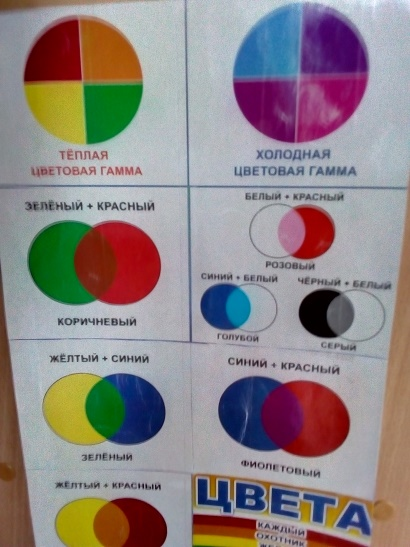 ТЁПЛАЯ
ЦВЕТОВАЯ ГАММА
ХОЛОДНАЯ
ЦВЕТОВАЯ ГАММА
ЗЕЛЁНЫЙ + КРАСНЫЙ
КОРИЧНЕВЫЙ
БЕЛЫЙ + КРАСНЫЙ
РОЗОВЫЙ
СИНИЙ + БЕЛЫЙ
ГОЛУБОЙ
ЧЁРНЫЙ + БЕЛЫЙ
СЕРЫЙ
ЖЁЛТЫЙ + СИНИЙ
ЗЕЛЁНЫЙ
СИНИЙ + КРАСНЫЙ
ФИОЛЕТОВЫЙ
ЖЁЛТЫЙ + КРАСНЫЙ
ЦВЕТА
КАЖДЫЙ
ОХОТНИК